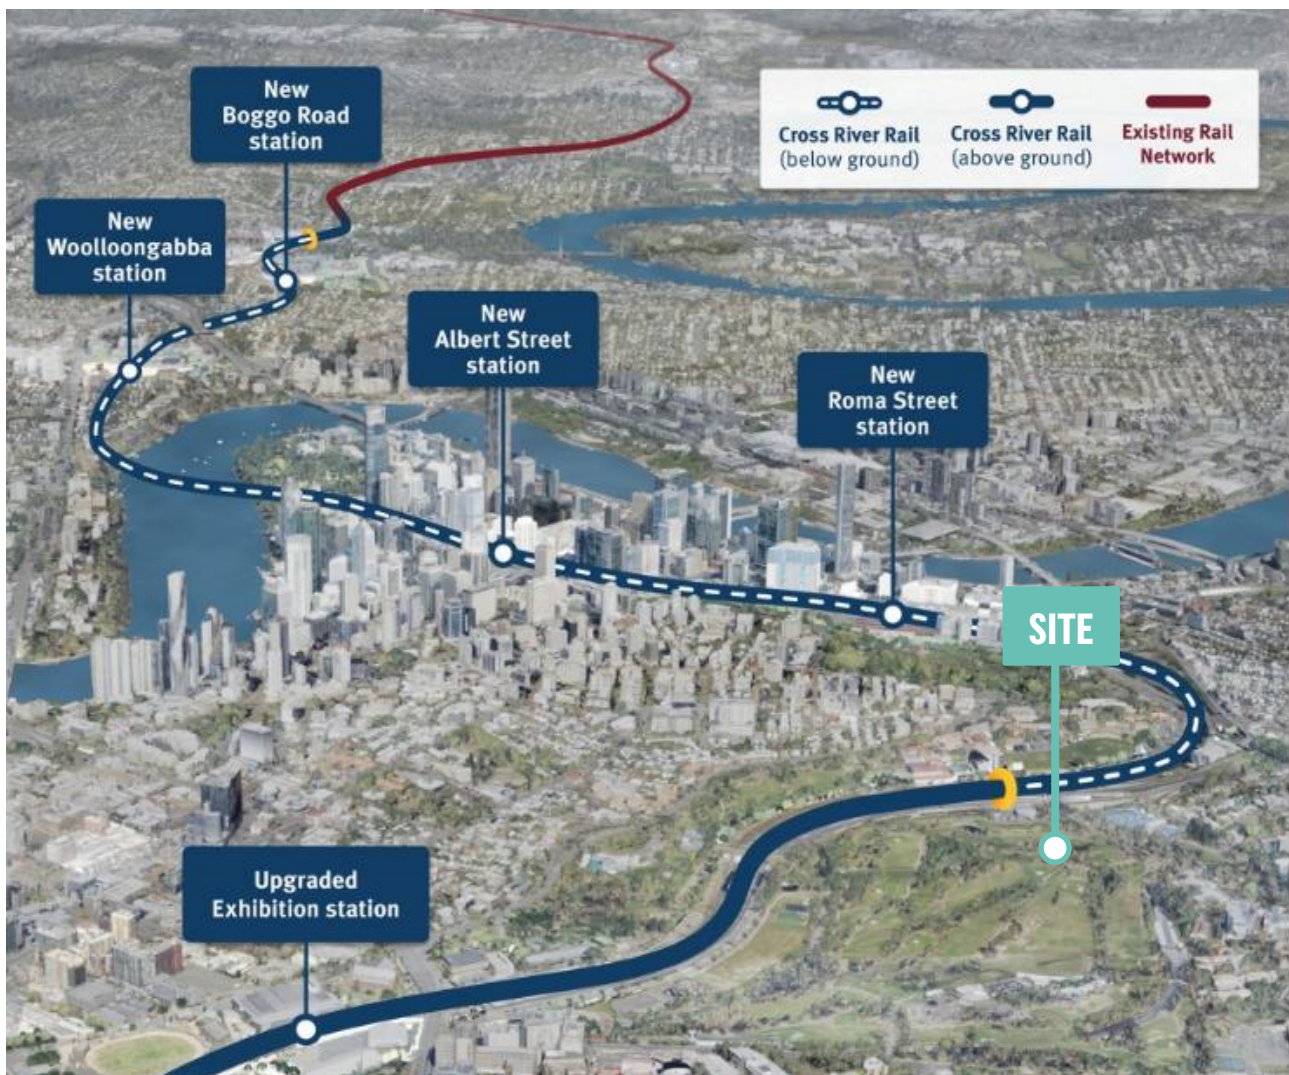 New
Boggo Road
station
Cross River Rail
(below ground)
Cross River Rail
(above ground)
Existing Rail
Network
New
Woolloongabba
station
New
Albert Street
station
New
Roma Street
station
SITE
Upgraded
Exhibition station